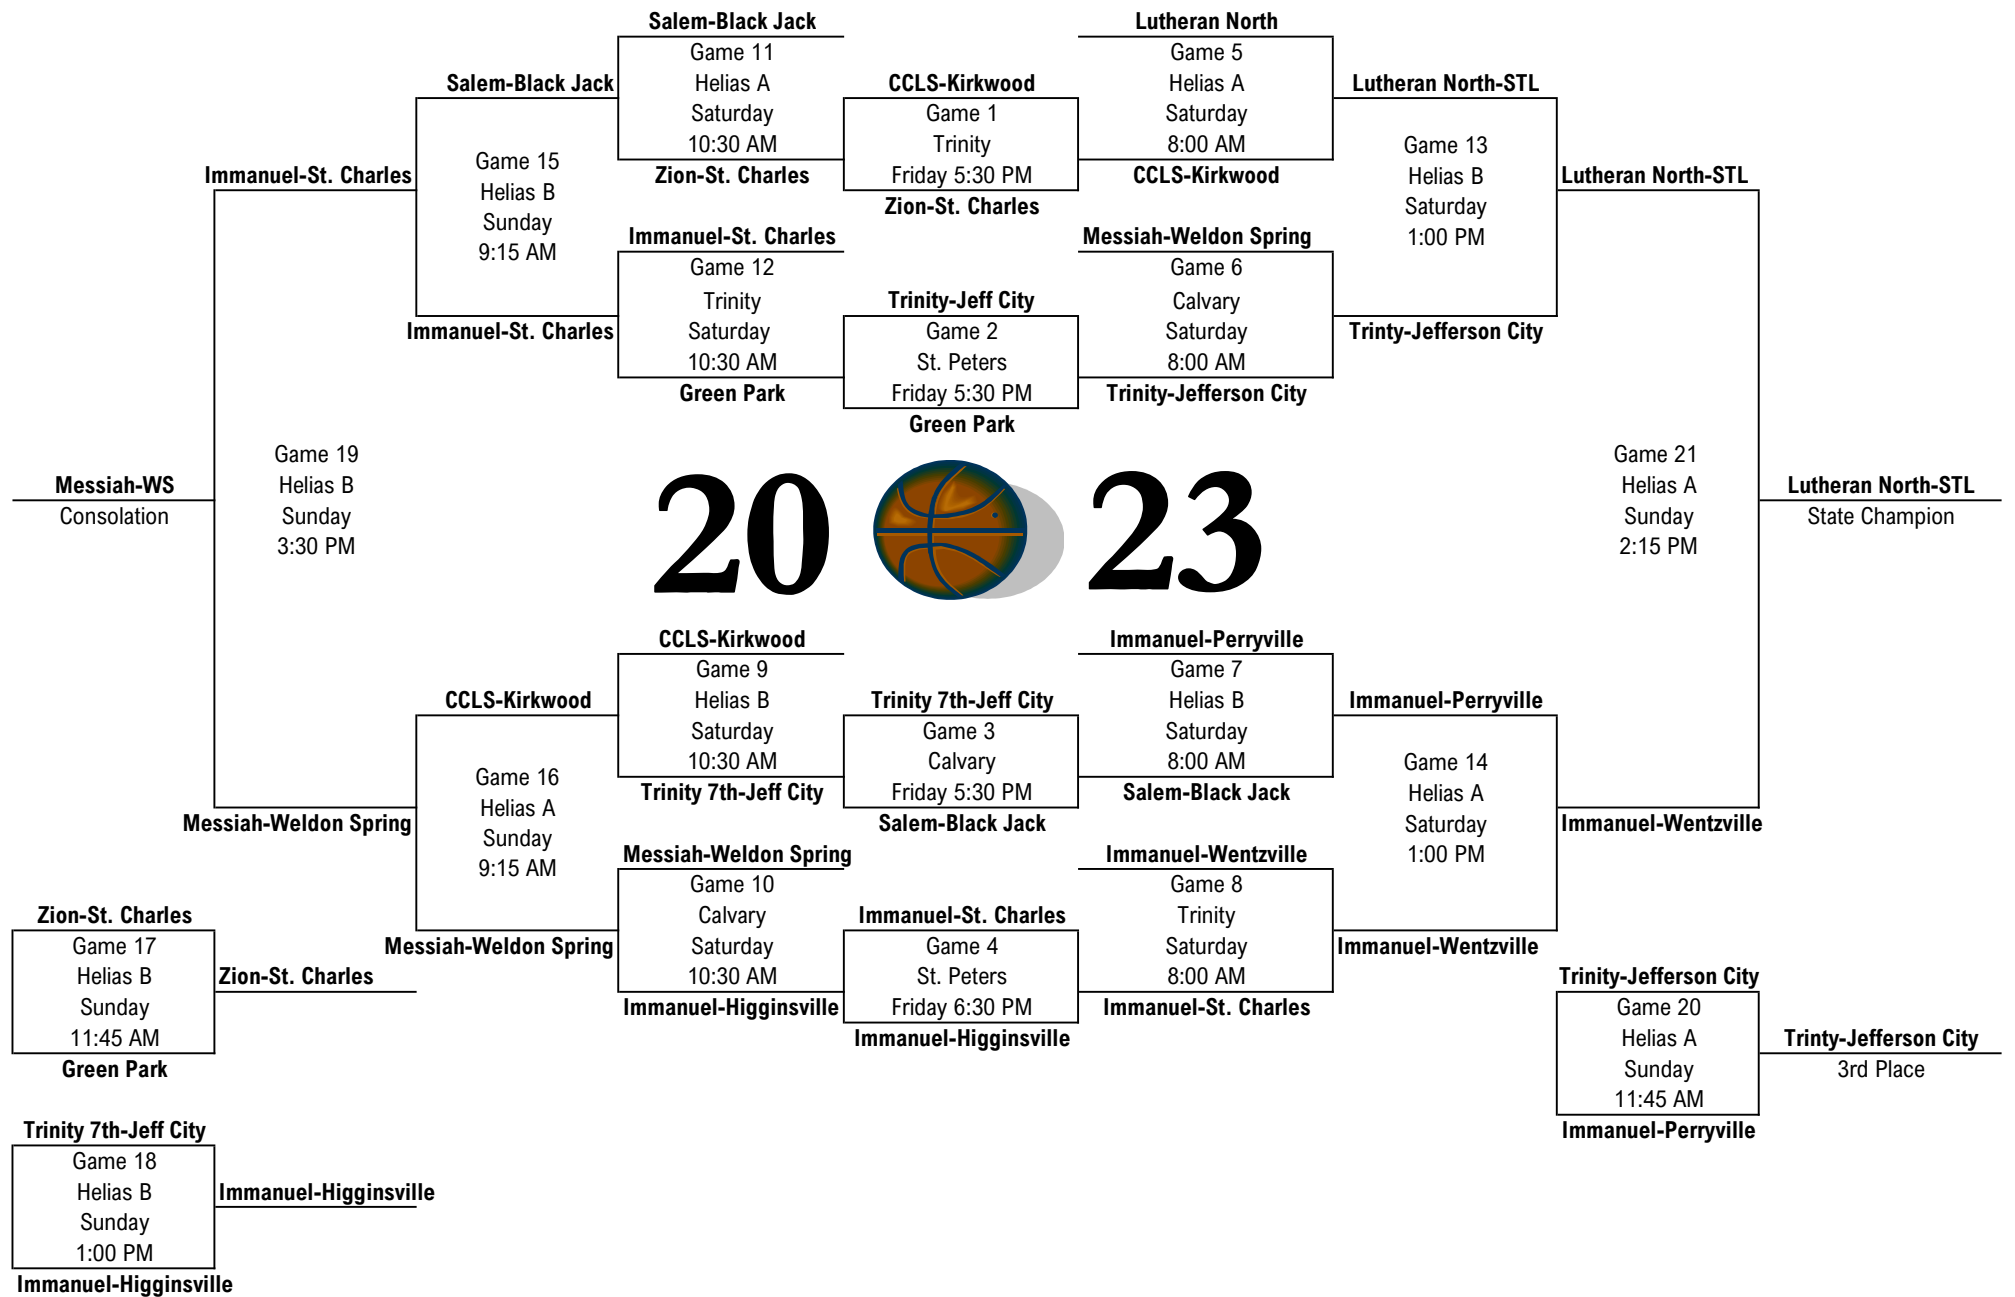 Salem-Black Jack
Game 11
Helias A
Saturday
10:30 AM
Zion-St. Charles
Lutheran North
Game 5
Helias A
Saturday
8:00 AM
CCLS-Kirkwood
Salem-Black Jack
CCLS-Kirkwood
Game 1
Trinity
Friday 5:30 PM
Zion-St. Charles
Lutheran North-STL
Game 13
Helias B
Saturday
1:00 PM
Trinty-Jefferson City
Immanuel-St. Charles
Game 15
Helias B
Sunday
9:15 AM
Immanuel-St. Charles
Lutheran North-STL
Immanuel-St. Charles
Game 12
Trinity
Saturday
10:30 AM
Green Park
Trinity-Jeff City
Game 2
St. Peters
Friday 5:30 PM
Green Park
Messiah-Weldon Spring
Game 6
Calvary
Saturday
8:00 AM
Trinity-Jefferson City
Messiah-WS
Consolation
Game 19
Helias B
Sunday
3:30 PM
20 23
Game 21
Helias A
Sunday
2:15 PM
Lutheran North-STL
State Champion
CCLS-Kirkwood
Game 9
Helias B
Saturday
10:30 AM
Trinity 7th-Jeff City
Immanuel-Perryville
Game 7
Helias B
Saturday
8:00 AM
Salem-Black Jack
CCLS-Kirkwood
Game 16
Helias A
Sunday
9:15 AM
Messiah-Weldon Spring
Trinity 7th-Jeff City
Game 3
Calvary
Friday 5:30 PM
Salem-Black Jack
Immanuel-Perryville
Game 14
Helias A
Saturday
1:00 PM
Immanuel-Wentzville
Messiah-Weldon Spring
Immanuel-Wentzville
Messiah-Weldon Spring
Game 10
Calvary
Saturday
10:30 AM
Immanuel-Higginsville
Immanuel-St. Charles
Game 4
St. Peters
Friday 6:30 PM
Immanuel-Higginsville
Immanuel-Wentzville
Game 8
Trinity
Saturday
8:00 AM
Immanuel-St. Charles
Zion-St. Charles
Game 17
Helias B
Sunday
11:45 AM
Green Park
Zion-St. Charles
Trinity-Jefferson City
Game 20
Helias A
Sunday
11:45 AM
Immanuel-Perryville
Trinty-Jefferson City
3rd Place
Trinity 7th-Jeff City
Game 18
Helias B
Sunday
1:00 PM
Immanuel-Higginsville
Immanuel-Higginsville